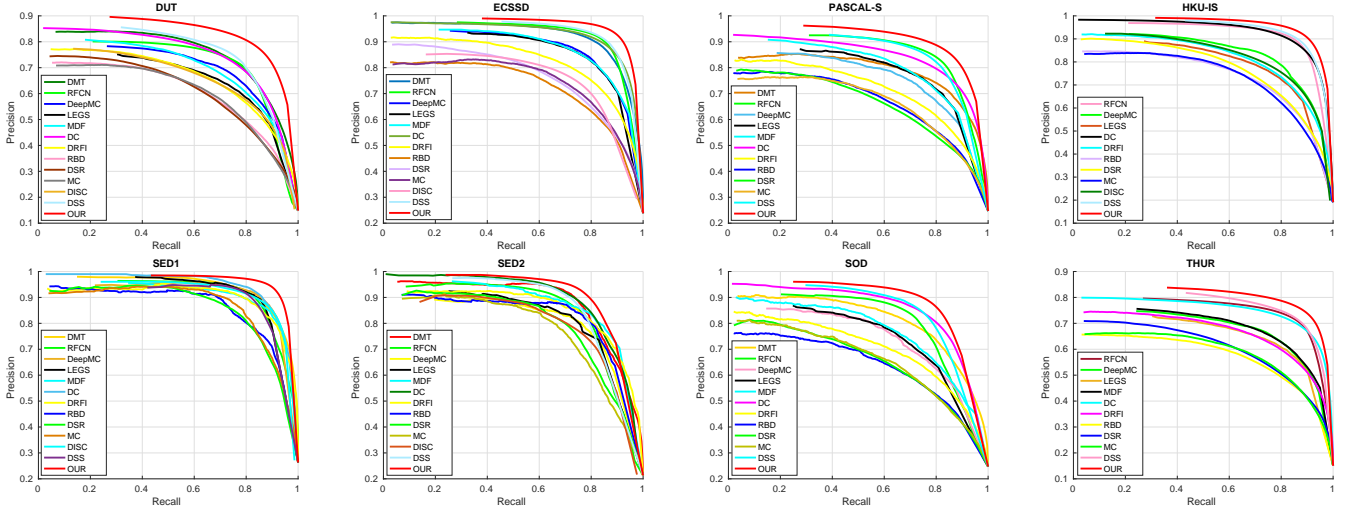 DUT
Precision
0.9
0.8
0.7
0.6
0.5
0.4
0.3
0.2
0.1
DMT
RFCN
DeepMC
LEGS
MDF
DC
DRFI
RBD
DSR
MC
DISC
DSS
OUR
0 0.2 0.4 0.6 0.8 1
Recall
ECSSD
Precision
1
0.9
0.8
0.7
0.6
0.5
0.4
0.3
0.2
DMT
RFCN
DeepMC
LEGS
MDF
DC
DRFI
RBD
DSR
MC
DISC
DSS
OUR
0 0.2 0.4 0.6 0.8 1
Recall
PASCAL-S
Precision
1
0.9
0.8
0.7
0.6
0.5
0.4
0.3
0.2
DMT
RFCN
DeepMC
LEGS
MDF
DC
DRFI
RBD
DSR
MC
DSS
OUR
0 0.2 0.4 0.6 0.8 1
Recall
HKU-IS
Precision
1
0.9
0.8
0.7
0.6
0.5
0.4
0.3
0.2
0.1
RFCN
DeepMC
LEGS
DC
DRFI
RBD
DSR
MC
DISC
DSS
OUR
0 0.2 0.4 0.6 0.8 1
Recall
SED1
Precision
1
0.9
0.8
0.7
0.6
0.5
0.4
0.3
0.2
DMT
RFCN
DeepMC
LEGS
MDF
DC
DRFI
RBD
DSR
MC
DISC
DSS
OUR
0 0.2 0.4 0.6 0.8 1
Recall
SED2
Precision
1
0.9
0.8
0.7
0.6
0.5
0.4
0.3
0.2
DMT
RFCN
DeepMC
LEGS
MDF
DC
DRFI
RBD
DSR
MC
DISC
DSS
OUR
0 0.2 0.4 0.6 0.8 1
Recall
SOD
Precision
1
0.9
0.8
0.7
0.6
0.5
0.4
0.3
0.2
DMT
RFCN
DeepMC
LEGS
MDF
DC
DRFI
RBD
DSR
MC
DSS
OUR
0 0.2 0.4 0.6 0.8 1
Recall
THUR
Precision
0.9
0.8
0.7
0.6
0.5
0.4
0.3
0.2
0.1
RFCN
DeepMC
LEGS
MDF
DC
DRFI
RBD
DSR
MC
DSS
OUR
0 0.2 0.4 0.6 0.8 1
Recall